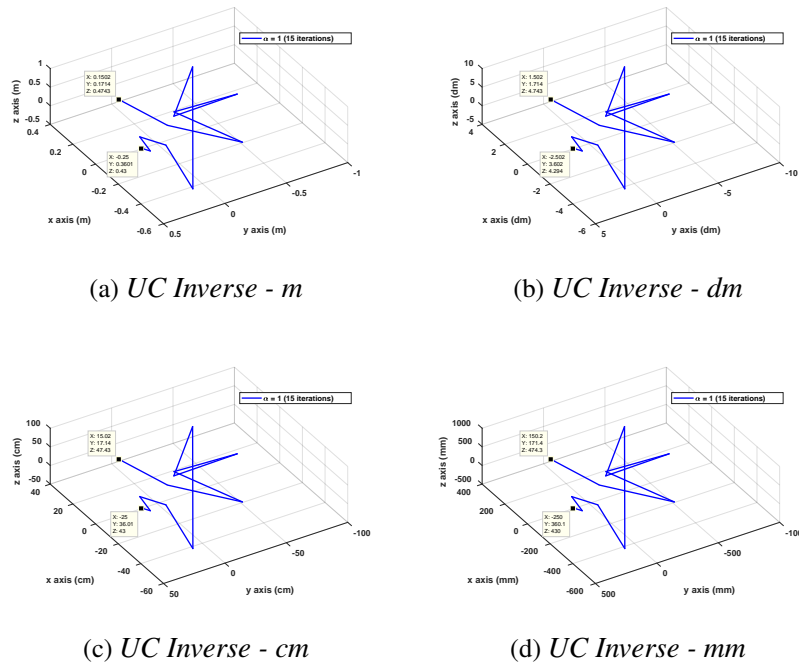 α = 1 (15 iterations)
X: 0.1502
Y: 0.1714
Z: 0.4743
X: -0.25
Y: 0.3601
Z: 0.43
z axis (m)
1
0.5
0
-0.5
0.4
0.2
0
-0.2
-0.4
-0.6
x axis (m)
0.5
0
-0.5
-1
y axis (m)
(a) UC Inverse - m
α = 1 (15 iterations)
X: 1.502
Y: 1.714
Z: 4.743
X: -2.502
Y: 3.602
Z: 4.294
z axis (dm)
10
5
0
-5
4
2
0
-2
-4
-6
x axis (dm)
5
0
-5
-10
y axis (dm)
(b) UC Inverse - dm
α = 1 (15 iterations)
X: 15.02
Y: 17.14
Z: 47.43
X: -25
Y: 36.01
Z: 43
z axis (cm)
100
50
0
-50
40
20
0
-20
-40
-60
x axis (cm)
50
0
-50
-100
y axis (cm)
(c) UC Inverse - cm
α = 1 (15 iterations)
X: 150.2
Y: 171.4
Z: 474.3
X: -250
Y: 360.1
Z: 430
z axis (mm)
1000
500
0
-500
400
200
0
-200
-400
-600
x axis (mm)
500
0
-500
y axis (mm)
(d) UC Inverse - mm